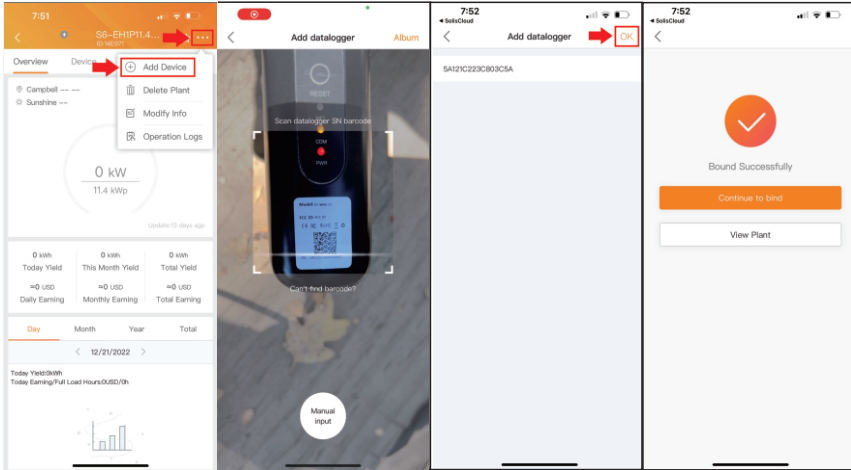 7:51
S6-EH1P11.4...
Overview
Device
Add Device
Delete Plant
Modify Info
Operation Logs
Campbell -- --
Sunshine --
0 kW
11.4 kWp
Update:15 days ago
0 kWh
0 kWh
0 kWh
Today Yield
This Month Yield
Total Yield
≈0 USD
≈0 USD
≈0 USD
Daily Earning
Monthly Earning
Total Earning
Day
Month
Year
Total
12/21/2022
Today Yield:0kWh
Today Earning/Full Load Hours:0USD/0h
Add datalogger
Album
RESET
Scan datalogger SN barcode
COM
PWR
Can't find barcode?
Manual
input
7:52
SolisCloud
Add datalogger
OK
5A121C223C803C5A
7:52
SolisCloud
Bound Successfully
Continue to bind
View Plant